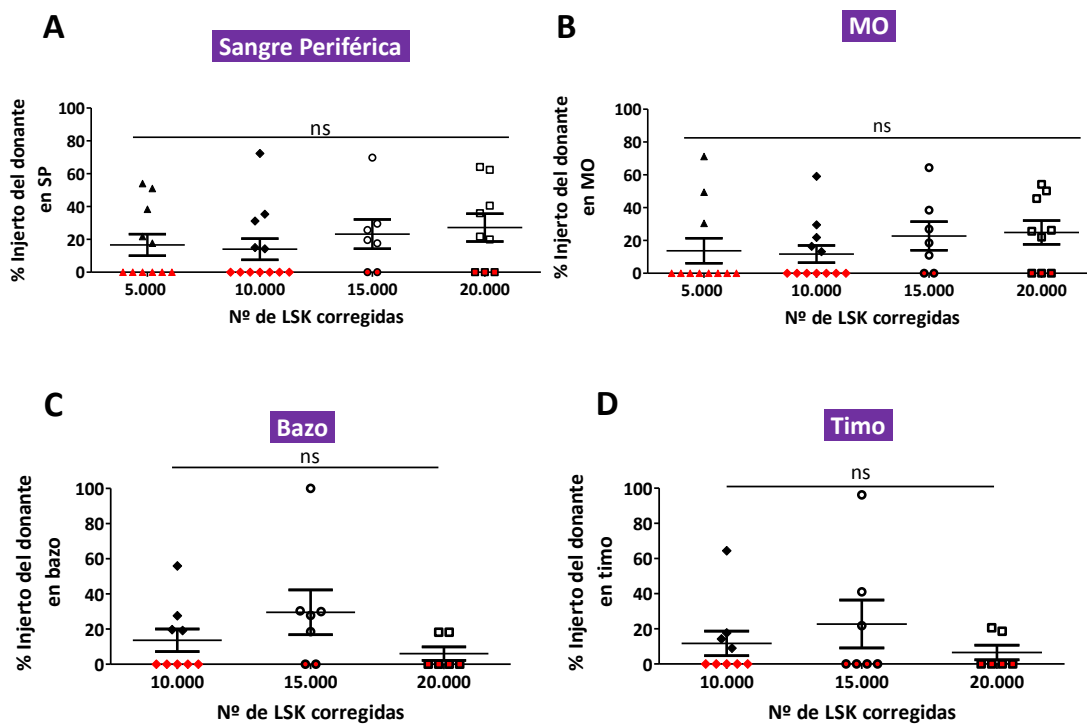 A
Sangre Periférica
% Injerto del donante
en SP
100
80
60
40
20
0
ns
5.000 10.000 15.000 20.000
Nº de LSK corregidas
B
MO
% Injerto del donante
en MO
100
80
60
40
20
0
ns
5.000 10.000 15.000 20.000
Nº de LSK corregidas
C
Bazo
ns
% Injerto del donante
en bazo
100
80
60
40
20
0
10.000 15.000 20.000
Nº de LSK corregidas
D
Timo
ns
% Injerto del donante
en timo
100
80
60
40
20
0
10.000 15.000 20.000
Nº de LSK corregidas